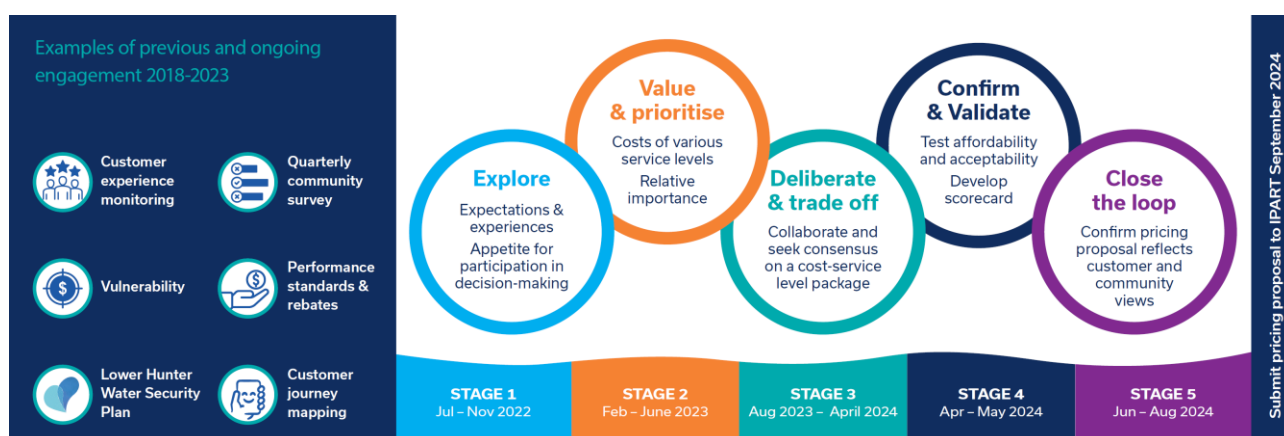 Examples of previous and ongoing
engagement 2018-2023
Customer
experience
monitoring
Quarterly
community
survey
Vulnerability
Performance
standards &
rebates
Lower Hunter
Water Security
Plan
Customer
journey
mapping
Explore
Expectations &
experiences
Appetite for
participation in
decision-making
Value
& prioritise
Costs of various
service levels
Relative
importance
Deliberate
& trade off
Collaborate and
seek consensus
on a cost-service
level package
Confirm
& Validate
Test affordability
and acceptability
Develop
scorecard
Close
the loop
Confirm pricing
proposal reflects
customer and
community
views
STAGE 1
Jul – Nov 2022
STAGE 2
Feb – June 2023
STAGE 3
Aug 2023 – April 2024
STAGE 4
Apr – May 2024
STAGE 5
Jun – Aug 2024
Submit pricing proposal to IPART September 2024